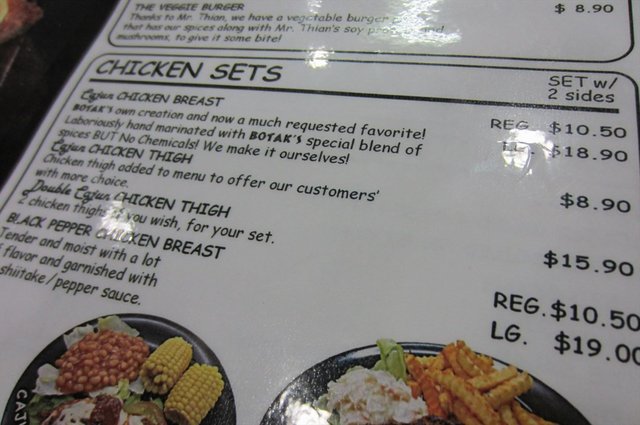 THE VEGGIE BURGER $ 8.90
Thanks to Mr. Thian, we have a vegetable burger
that has our spices along with Mr. Thian's soy and
mushrooms, to give it some bite!
CHICKEN SETS SET w/
2 sides
Cajun CHICKEN BREAST
BOTAK'S own creation and now a much requested favorite! REG. $10.50
Laboriously hand marinated with BOTAK'S special blend of LG. $18.90
spices BUT No Chemicals! We make it ourselves!
Cajun CHICKEN THIGH $8.90
Chicken thigh added to menu to offer our customers'
with more choice.
Double Cajun CHICKEN THIGH $15.90
2 chicken thighs if you wish, for your set.
BLACK PEPPER CHICKEN BREAST REG. $10.50
Tender and moist with a lot LG. $19.00
f flavor and garnished with
shiitake/pepper sauce.